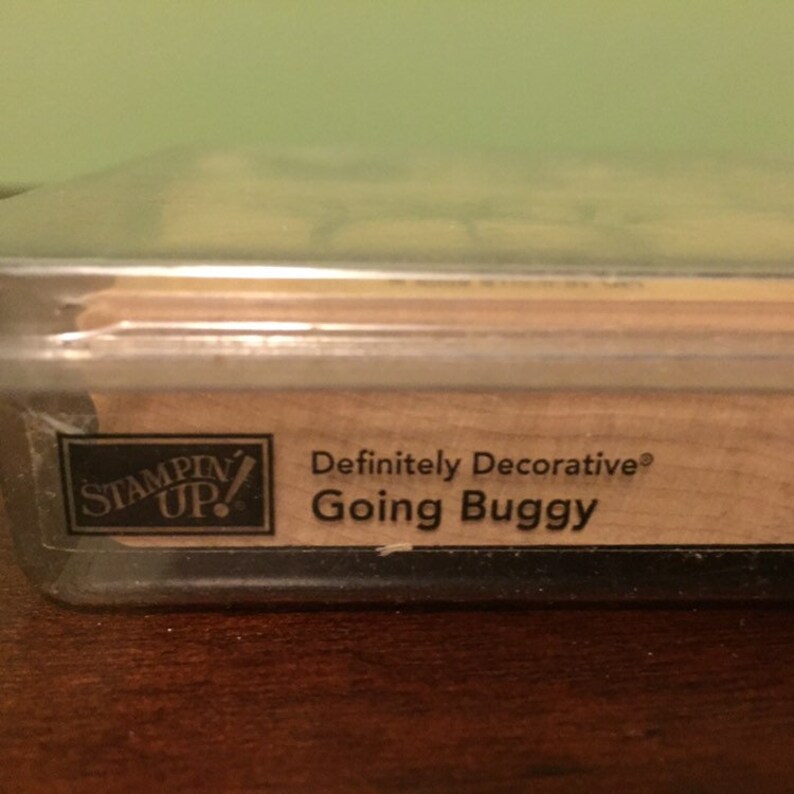 STAMPIN'
UP!®
Definitely Decorative®
Going Buggy